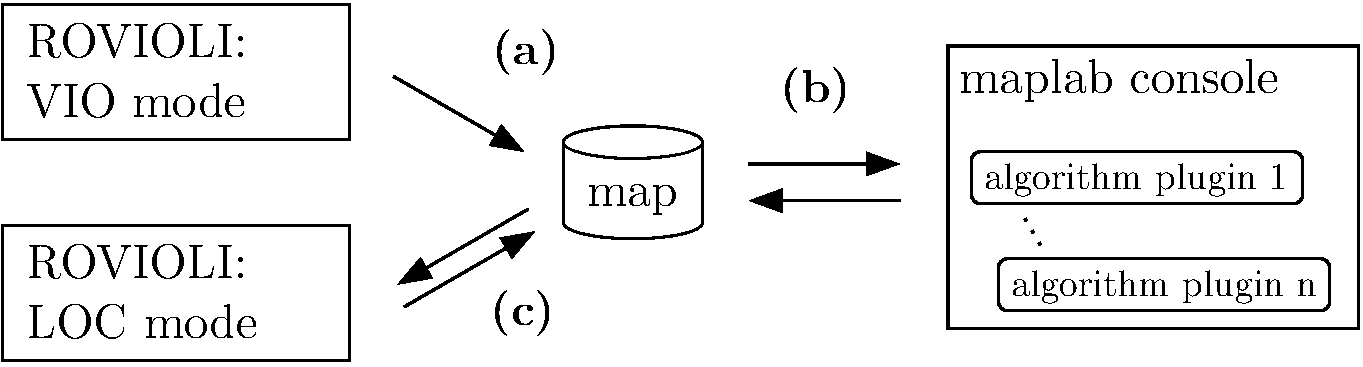 ROVIOLI:
VIO mode
(a)
(b)
map
maplab console
algorithm plugin 1
algorithm plugin n
ROVIOLI:
LOC mode
(c)